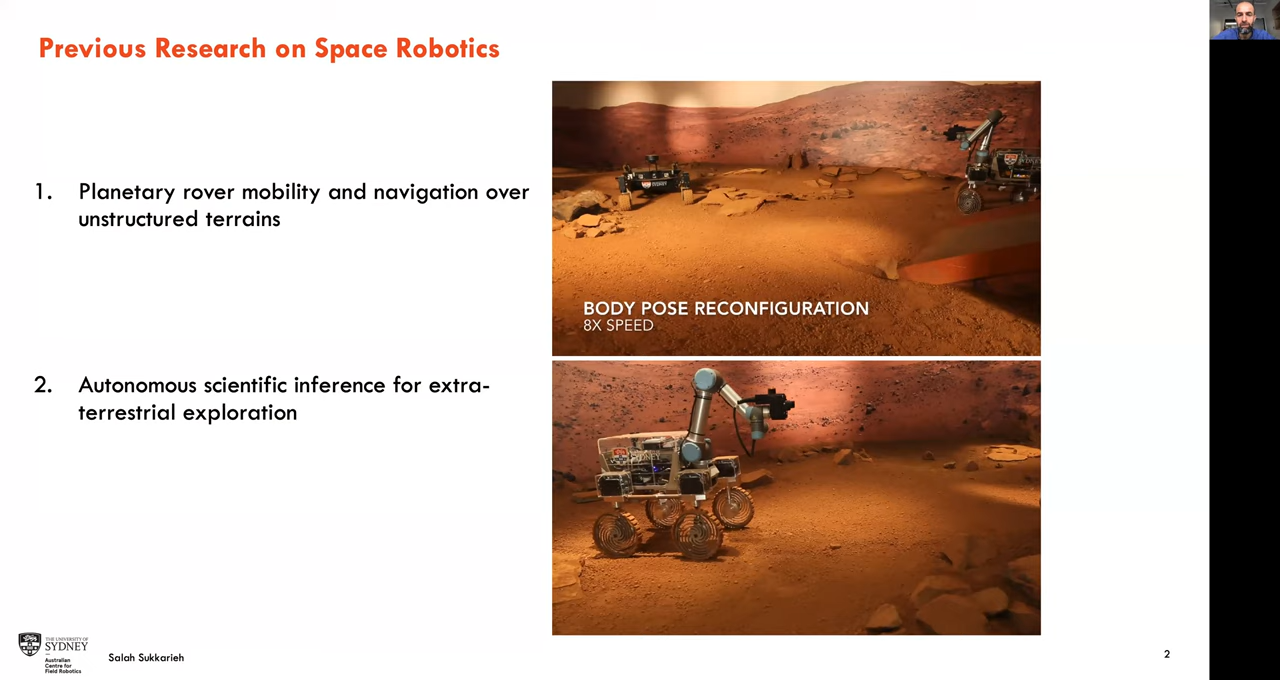 Previous Research on Space Robotics
1. Planetary rover mobility and navigation over
unstructured terrains
SYDNEY
BODY POSE RECONFIGURATION
8X SPEED
2. Autonomous scientific inference for extra-
terrestrial exploration
SYDNEY
THE UNIVERSITY OF
SYDNEY
Australian
Centre for
Field Robotics
Salah Sukkarieh
2